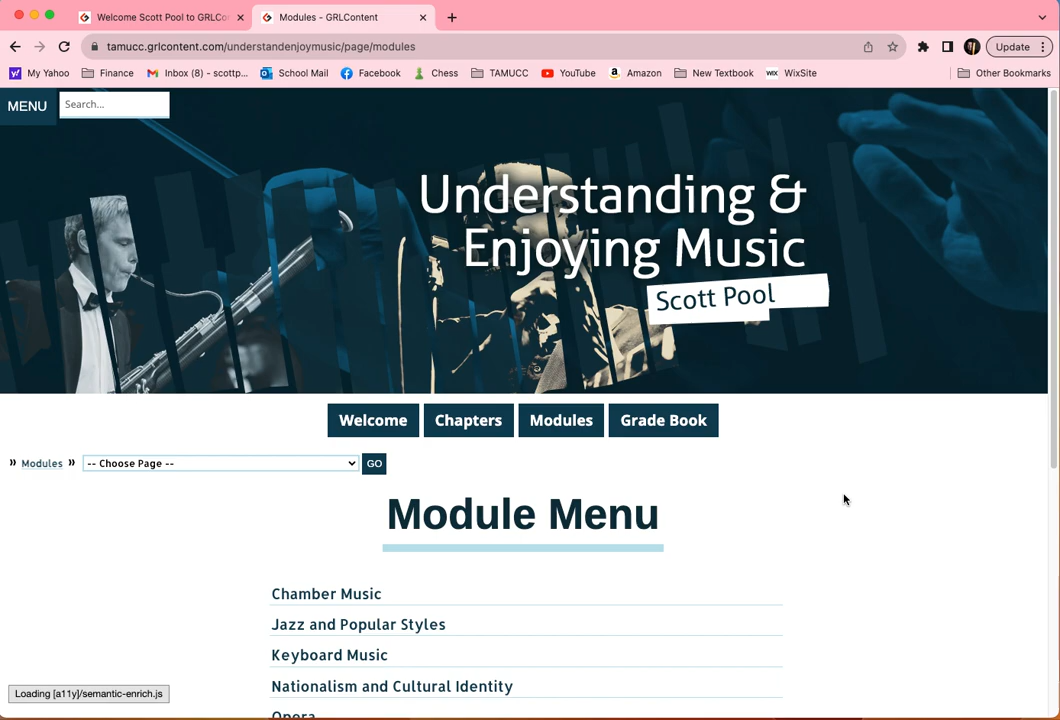 Welcome Scott Pool to GRLCon
Modules - GRLContent
tamucc.grlcontent.com/understandenjoymusic/page/modules
Update
My Yahoo Finance Inbox (8) - scottp... School Mail Facebook Chess TAMUCC YouTube Amazon New Textbook WixSite Other Bookmarks
MENU
Search...
Understanding &
Enjoying Music
Scott Pool
Welcome Chapters Modules Grade Book
» Modules » -- Choose Page -- GO
Module Menu
Chamber Music
Jazz and Popular Styles
Keyboard Music
Nationalism and Cultural Identity
Opera
Loading [a11y]/semantic-enrich.js